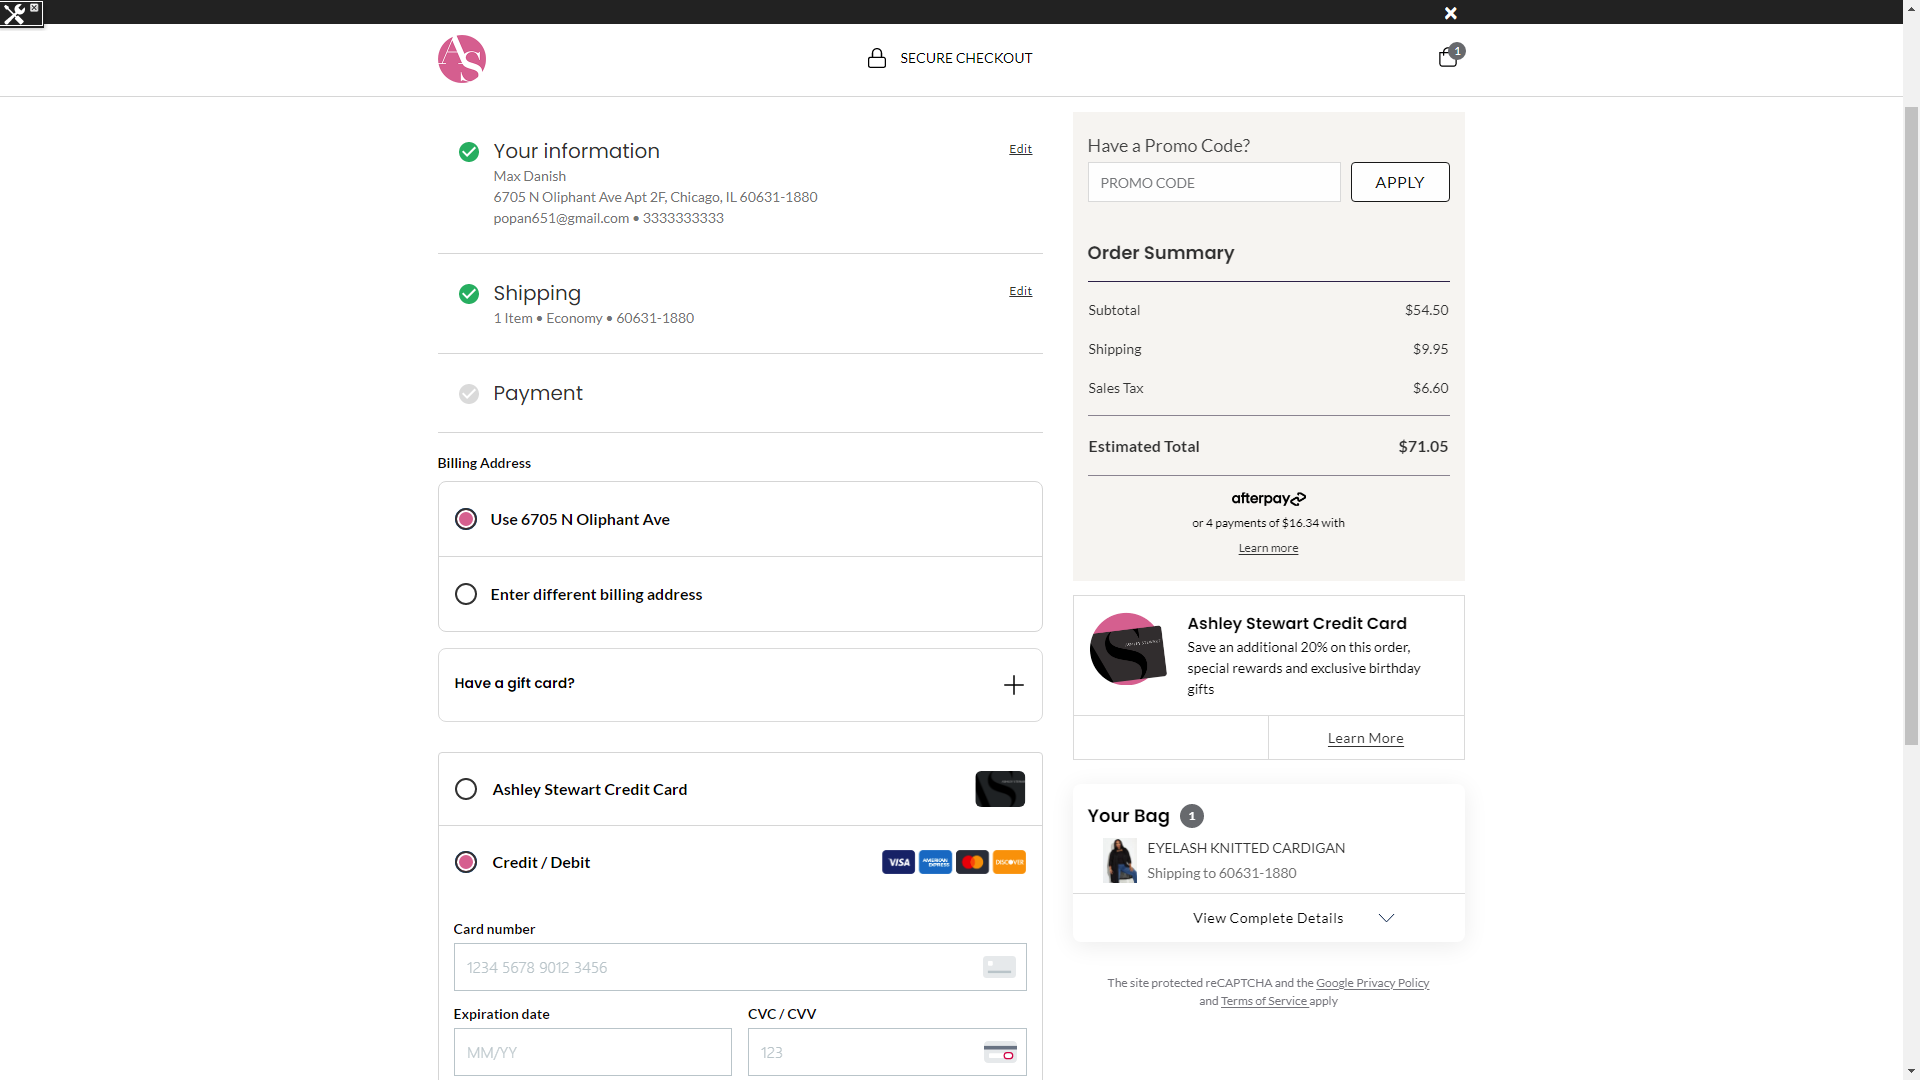 AS
SECURE CHECKOUT
1
Your information
Edit
Max Danish
6705 N Oliphant Ave Apt 2F, Chicago, IL 60631-1880
popan651@gmail.com • 3333333333
Shipping
Edit
1 Item • Economy • 60631-1880
Payment
Billing Address
Use 6705 N Oliphant Ave
Enter different billing address
Have a gift card?
Ashley Stewart Credit Card
Credit / Debit
VISA
AMERICAN EXPRESS
DISCOVER
Card number
1234 5678 9012 3456
Expiration date
CVC / CVV
MM/YY
123
Have a Promo Code?
PROMO CODE
APPLY
Order Summary
Subtotal
$54.50
Shipping
$9.95
Sales Tax
$6.60
Estimated Total
$71.05
afterpay
or 4 payments of $16.34 with
Learn more
Ashley Stewart Credit Card
Save an additional 20% on this order,
special rewards and exclusive birthday
gifts
Learn More
Your Bag 1
EYELASH KNITTED CARDIGAN
Shipping to 60631-1880
View Complete Details
The site protected reCAPTCHA and the Google Privacy Policy
and Terms of Service apply